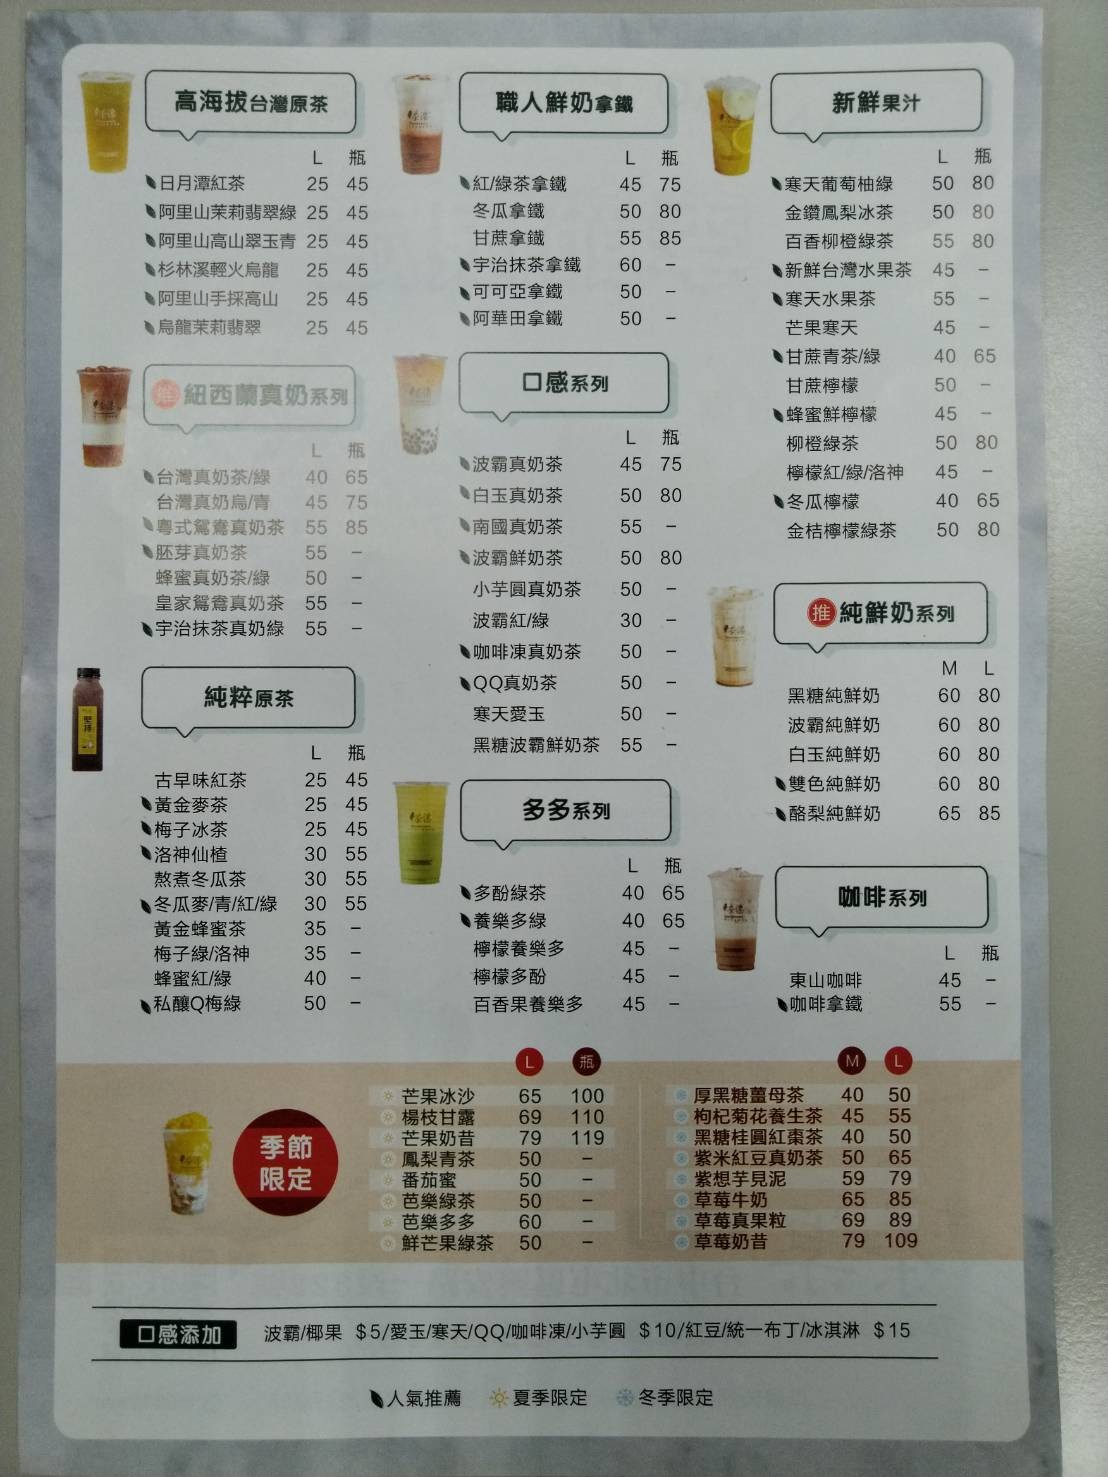 高海拔台灣原茶
L 瓶
日月潭紅茶 25 45
阿里山茉莉翡翠綠 25 45
阿里山高山翠玉青 25 45
杉林溪輕火烏龍 25 45
阿里山手採高山 25 45
烏龍茉莉翡翠 25 45
推 紐西蘭真奶系列
L 瓶
台灣真奶茶/綠 40 65
台灣真奶烏/青 45 75
粵式鴛鴦真奶茶 55 85
胚芽真奶茶 55 –
蜂蜜真奶茶/綠 50 –
皇家鴛鴦真奶茶 55 –
宇治抹茶真奶綠 55 –
純粹原茶
L 瓶
古早味紅茶 25 45
黃金麥茶 25 45
梅子冰茶 25 45
洛神仙楂 30 55
熬煮冬瓜茶 30 55
冬瓜麥/青/紅/綠 30 55
黃金蜂蜜茶 35 –
梅子綠/洛神 35 –
蜂蜜紅/綠 40 –
私釀Q梅綠 50 –
職人鮮奶拿鐵
L 瓶
紅/綠茶拿鐵 45 75
冬瓜拿鐵 50 80
甘蔗拿鐵 55 85
宇治抹茶拿鐵 60 –
可可亞拿鐵 50 –
阿華田拿鐵 50 –
口感系列
L 瓶
波霸真奶茶 45 75
白玉真奶茶 50 80
南國真奶茶 55 –
波霸鮮奶茶 50 80
小芋圓真奶茶 50 –
波霸紅/綠 30 –
咖啡凍真奶茶 50 –
QQ真奶茶 50 –
寒天愛玉 50 –
黑糖波霸鮮奶茶 55 –
多多系列
L 瓶
多酚綠茶 40 65
養樂多綠 40 65
檸檬養樂多 45 –
檸檬多酚 45 –
百香果養樂多 45 –
新鮮果汁
L 瓶
寒天葡萄柚綠 50 80
金鑽鳳梨冰茶 50 80
百香柳橙綠茶 55 80
新鮮台灣水果茶 45 –
寒天水果茶 55 –
芒果寒天 45 –
甘蔗青茶/綠 40 65
甘蔗檸檬 50 –
蜂蜜鮮檸檬 45 –
柳橙綠茶 50 80
檸檬紅/綠/洛神 45 –
冬瓜檸檬 40 65
金桔檸檬綠茶 50 80
推 純鮮奶系列
M L
黑糖純鮮奶 60 80
波霸純鮮奶 60 80
白玉純鮮奶 60 80
雙色純鮮奶 60 80
酪梨純鮮奶 65 85
咖啡系列
L 瓶
東山咖啡 45 –
咖啡拿鐵 55 –
季節
限定
L 瓶
芒果冰沙 65 100
楊枝甘露 69 110
芒果奶昔 79 119
鳳梨青茶 50 –
番茄蜜 50 –
芭樂綠茶 50 –
芭樂多多 60 –
鮮芒果綠茶 50 –
M L
厚黑糖薑母茶 40 50
枸杞菊花養生茶 45 55
黑糖桂圓紅棗茶 40 50
紫米紅豆真奶茶 50 65
紫想芋見泥 59 79
草莓牛奶 65 85
草莓真果粒 69 89
草莓奶昔 79 109
口感添加 波霸/椰果 $5/愛玉/寒天/QQ/咖啡凍/小芋圓 $10/紅豆/統一布丁/冰淇淋 $15
人氣推薦 夏季限定 冬季限定